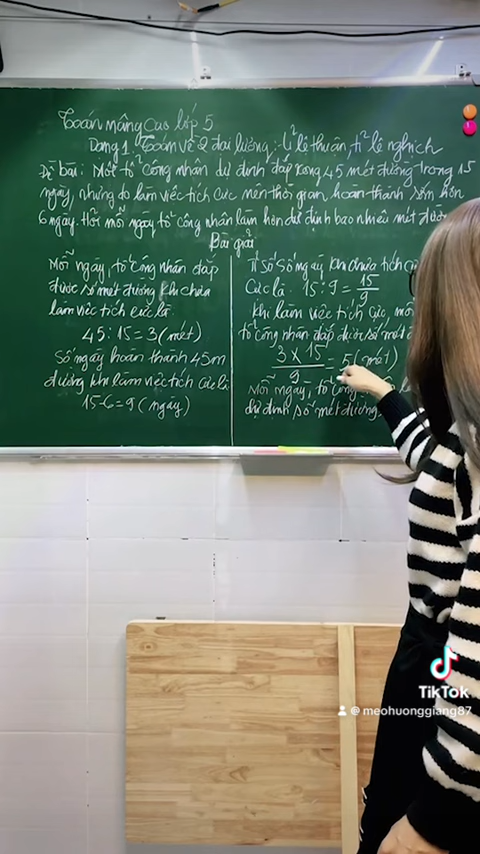 Toán nâng cao lớp 5
Dạng 1: Toán về 2 đại lượng: tỉ lệ thuận, tỉ lệ nghịch
Đề bài: Một tổ công nhân dự định đắp xong 45 mét đường trong 15
ngày, nhưng do làm việc tích cực nên thời gian hoàn thành sớm hơn
6 ngày. Hỏi mỗi ngày, tổ công nhân làm hơn dự định bao nhiêu mét
Bài giải
Mỗi ngày, tổ công nhân đắp
được số mét đường khi chưa
làm việc tích cực là:
45 : 15 = 3 (mét)
Số ngày hoàn thành 45m
đường khi làm việc tích cực là:
15 - 6 = 9 (ngày)
Tỉ số số ngày khi chưa tích
cực là: 15 : 9 = 15/9
Khi làm việc tích cực,
tổ công nhân đắp được số mét
3 x 15 / 9 = 5 (mét)
Mỗi ngày, tổ
dự định số mét đường
TikTok
@meohuonggiang87